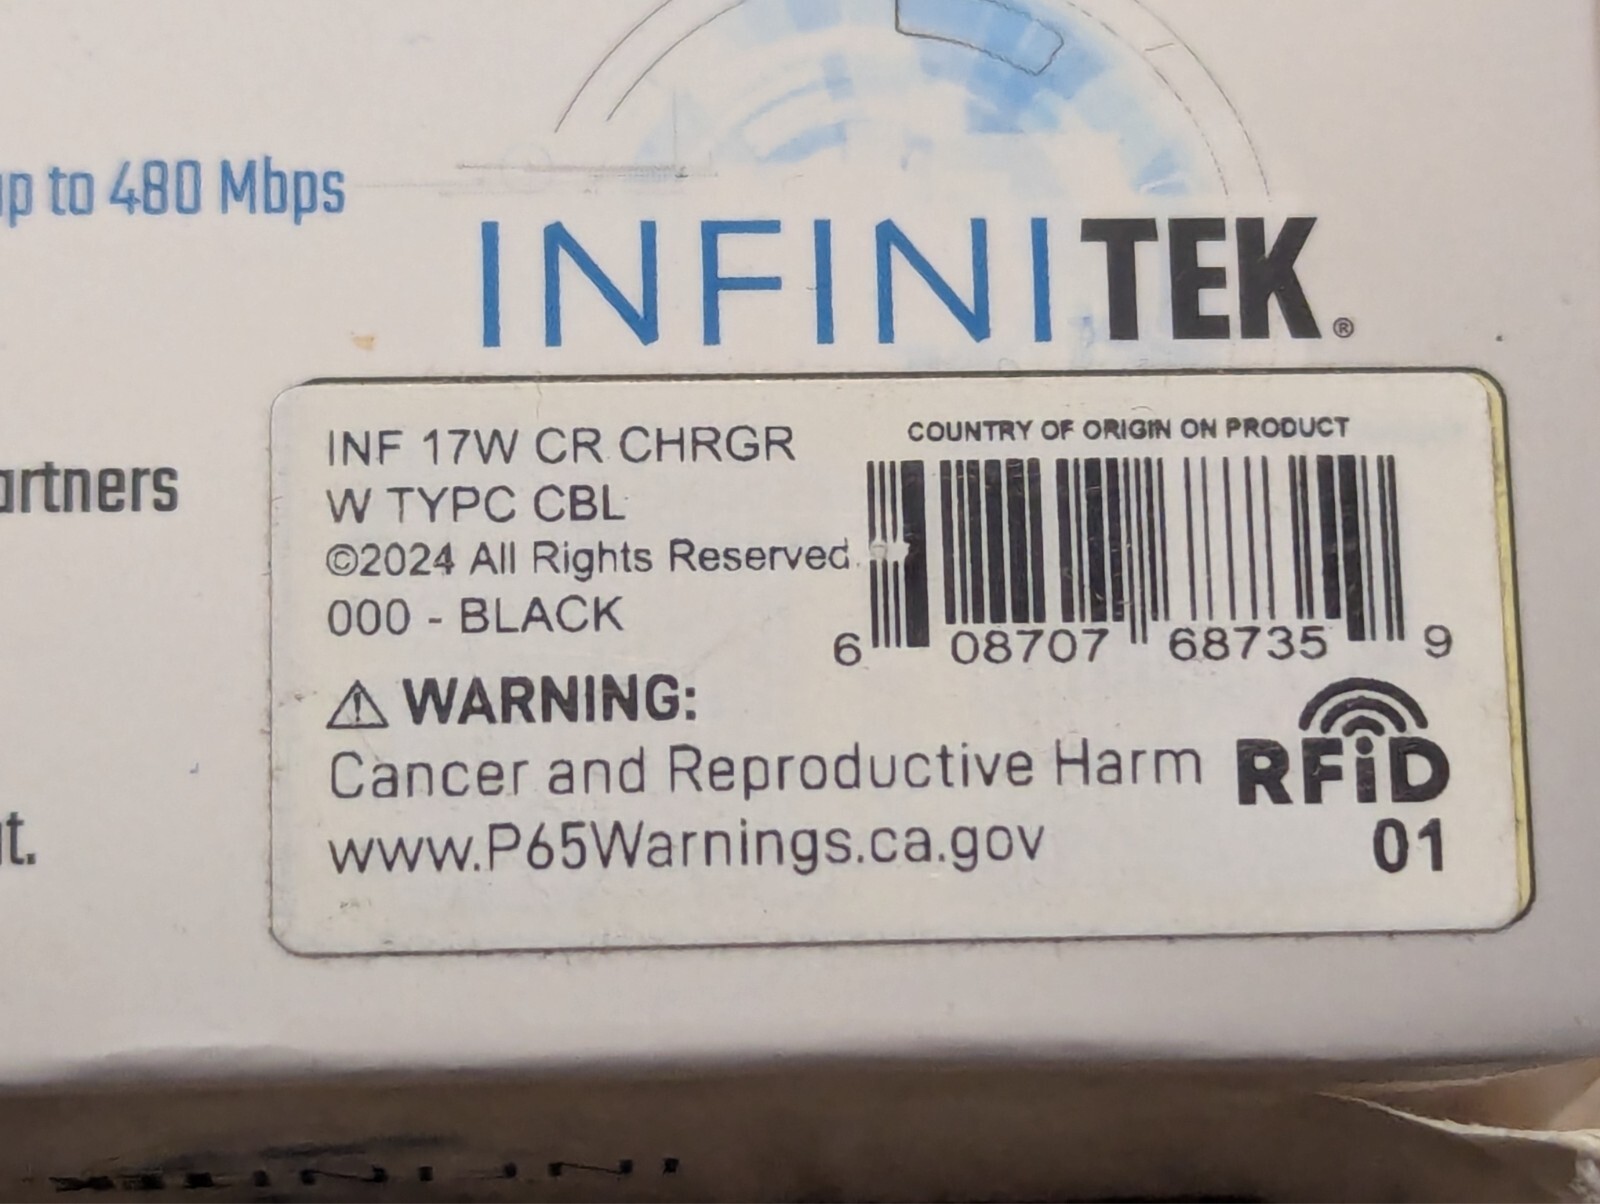 up to 480 Mbps
INFINITEK®
artners
t.
INF 17W CR CHRGR
W TYPC CBL
©2024 All Rights Reserved.
000 - BLACK
COUNTRY OF ORIGIN ON PRODUCT
6 08707 68735 9
⚠ WARNING:
Cancer and Reproductive Harm
www.P65Warnings.ca.gov
RFiD
01